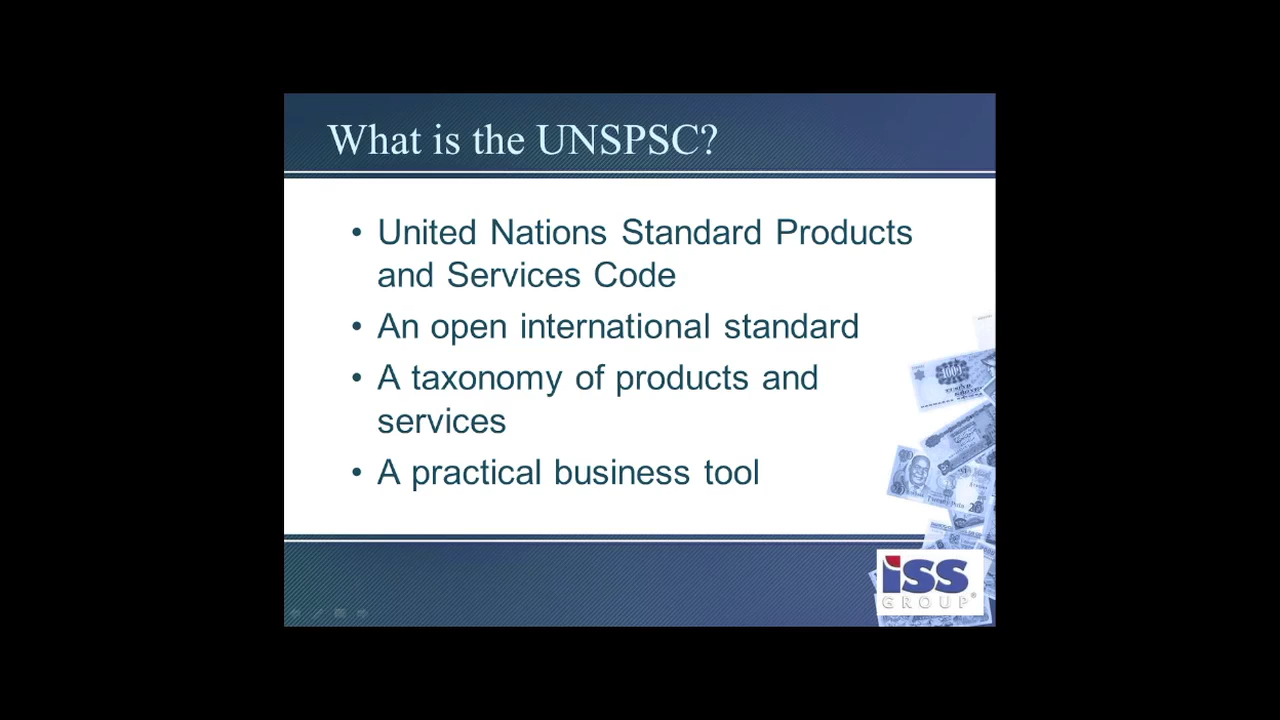 What is the UNSPSC?
• United Nations Standard Products
and Services Code
• An open international standard
• A taxonomy of products and
services
• A practical business tool
1000
iss
GROUP®